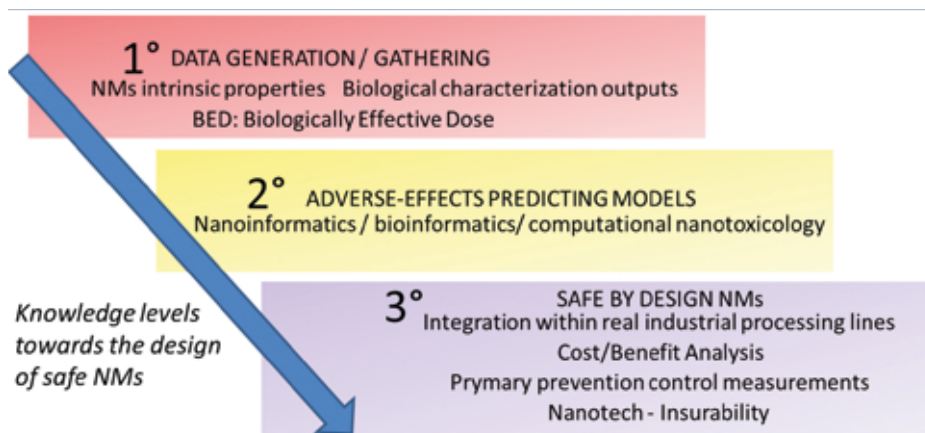 1° DATA GENERATION / GATHERING
NMs intrinsic properties Biological characterization outputs
BED: Biologically Effective Dose
2° ADVERSE-EFFECTS PREDICTING MODELS
Nanoinformatics / bioinformatics/ computational nanotoxicology
3° SAFE BY DESIGN NMs
Integration within real industrial processing lines
Cost/Benefit Analysis
Prymary prevention control measurements
Nanotech - Insurability
Knowledge levels
towards the design
of safe NMs